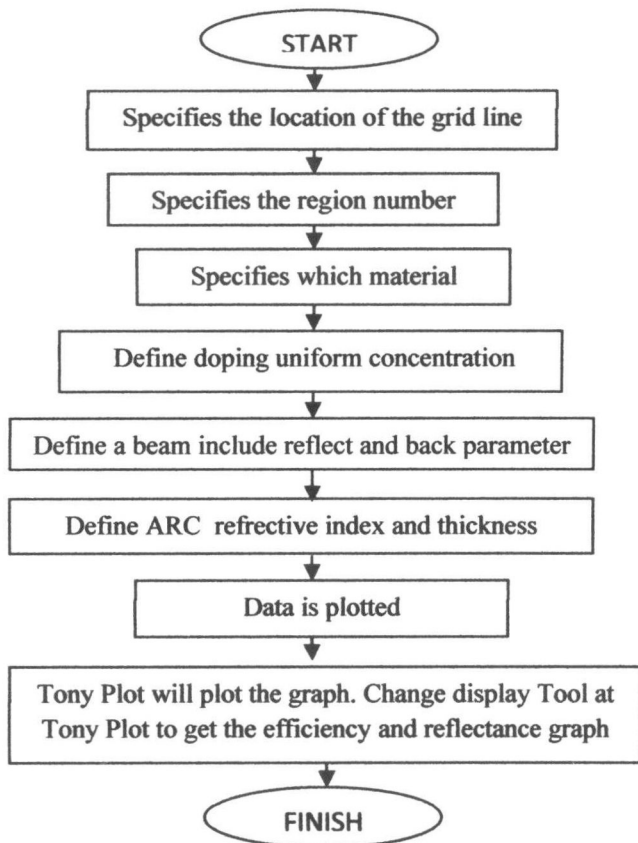 START
Specifies the location of the grid line
Specifies the region number
Specifies which material
Define doping uniform concentration
Define a beam include reflect and back parameter
Define ARC refrective index and thickness
Data is plotted
Tony Plot will plot the graph. Change display Tool at
Tony Plot to get the efficiency and reflectance graph
FINISH